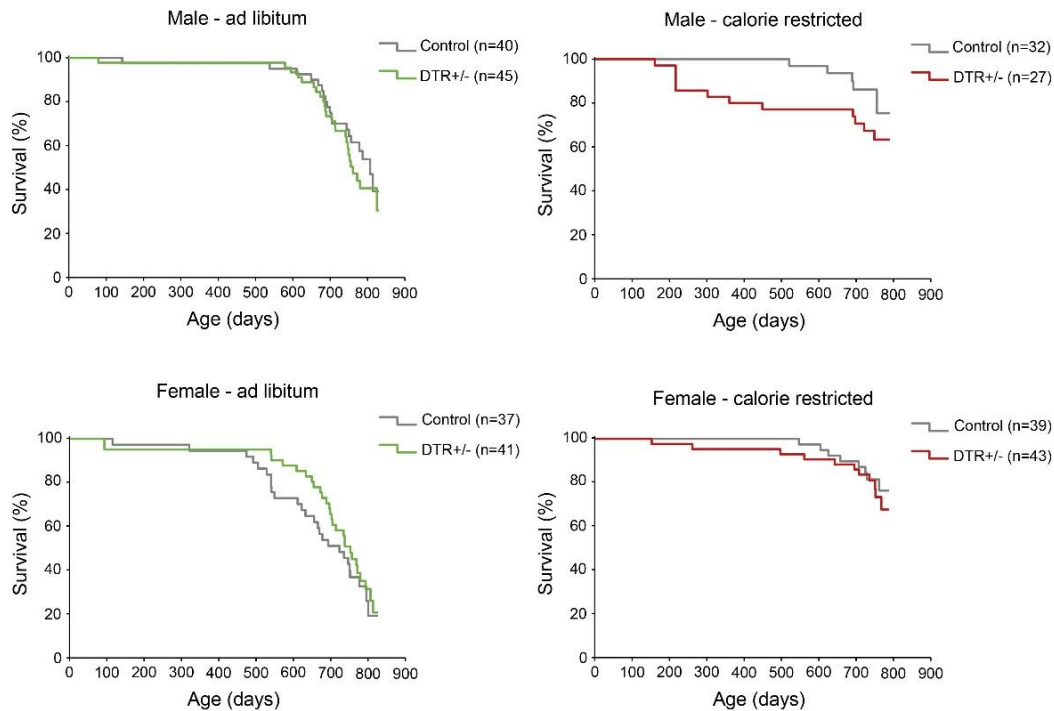 Male - ad libitum
Control (n=40)
DTR+/- (n=45)
100
80
60
40
20
0
Survival (%)
0 100 200 300 400 500 600 700 800 900
Age (days)
Male - calorie restricted
Control (n=32)
DTR+/- (n=27)
100
80
60
40
20
0
Survival (%)
0 100 200 300 400 500 600 700 800 900
Age (days)
Female - ad libitum
Control (n=37)
DTR+/- (n=41)
100
80
60
40
20
0
Survival (%)
0 100 200 300 400 500 600 700 800 900
Age (days)
Female - calorie restricted
Control (n=39)
DTR+/- (n=43)
100
80
60
40
20
0
Survival (%)
0 100 200 300 400 500 600 700 800 900
Age (days)